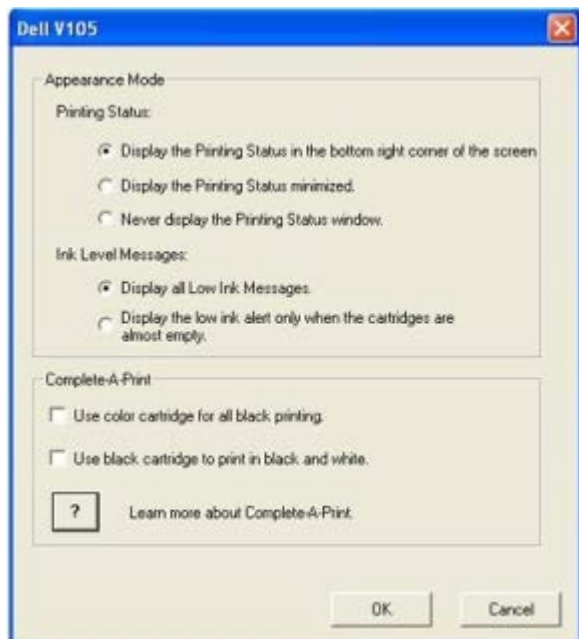 Dell V105
Appearance Mode
Printing Status:
Display the Printing Status in the bottom right corner of the screen
Display the Printing Status minimized.
Never display the Printing Status window.
Ink Level Messages:
Display all Low Ink Messages.
Display the low ink alert only when the cartridges are
almost empty.
Complete-A-Print
Use color cartridge for all black printing.
Use black cartridge to print in black and white.
?
Learn more about Complete-A-Print.
OK
Cancel